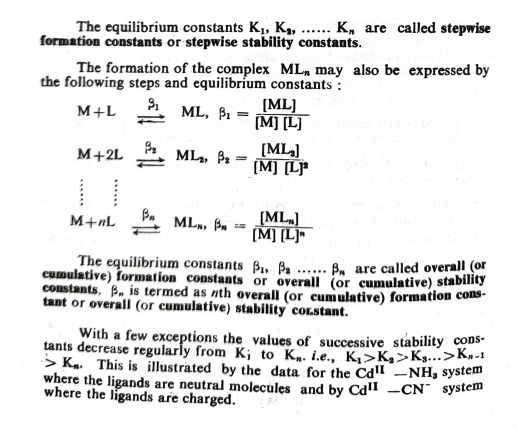 The equilibrium constants K₁, K₂, ...... Kₙ are called stepwise
formation constants or stepwise stability constants.
The formation of the complex MLₙ may also be expressed by
the following steps and equilibrium constants :
M+L ⇌ ML, β₁ = [ML] / [M] [L]
β₁
M+2L ⇌ ML₂, β₂ = [ML₂] / [M] [L]²
β₂
M+nL ⇌ MLₙ, βₙ = [MLₙ] / [M] [L]ⁿ
βₙ
The equilibrium constants β₁, β₂ ...... βₙ are called overall (or
cumulative) formation constants or overall (or cumulative) stability
constants. βₙ is termed as nth overall (or cumulative) formation cons-
tant or overall (or cumulative) stability constant.
With a few exceptions the values of successive stability cons-
tants decrease regularly from K₁ to Kₙ. i.e., K₁>K₂>K₃...>Kₙ₋₁
> Kₙ. This is illustrated by the data for the Cdᴵᴵ —NH₃ system
where the ligands are neutral molecules and by Cdᴵᴵ —CN⁻ system
where the ligands are charged.